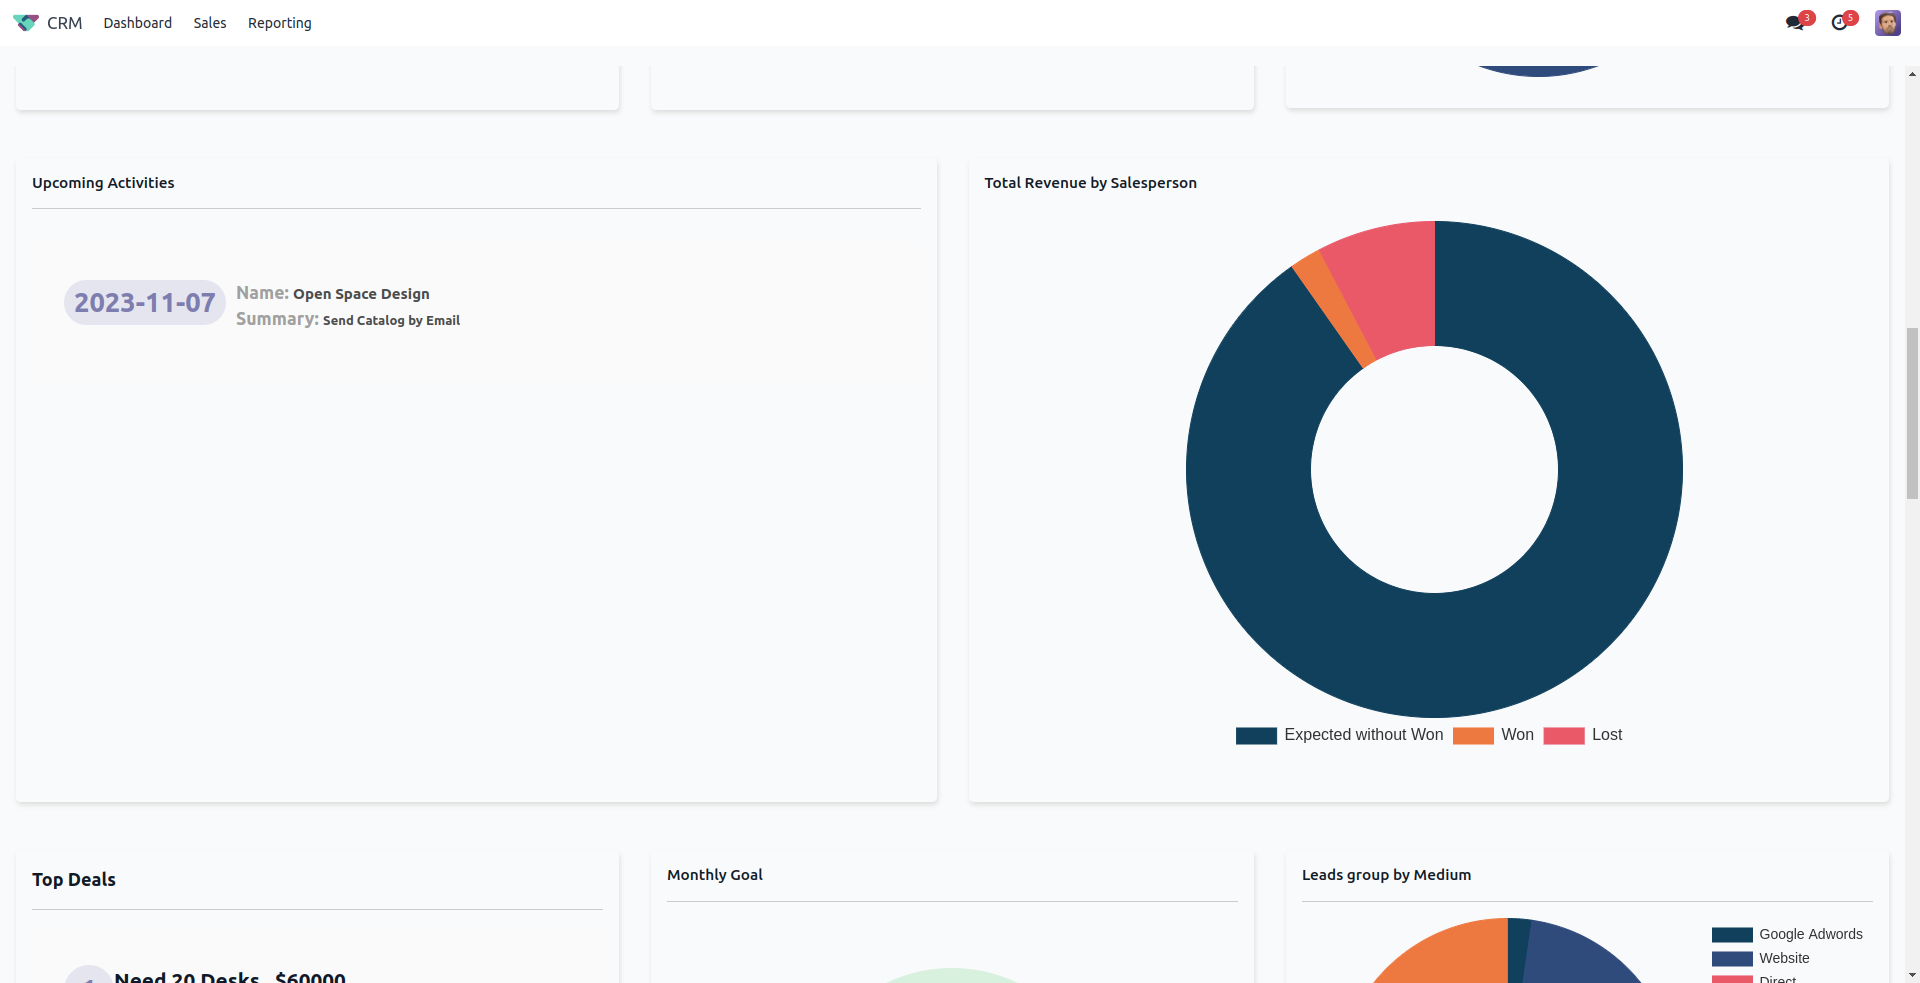 CRM Dashboard Sales Reporting 3 5
Upcoming Activities
2023-11-07
Name: Open Space Design
Summary: Send Catalog by Email
Total Revenue by Salesperson
Expected without Won Won Lost
Top Deals
Need 20 Desks $60000
Monthly Goal
Leads group by Medium
Google Adwords
Website
Direct